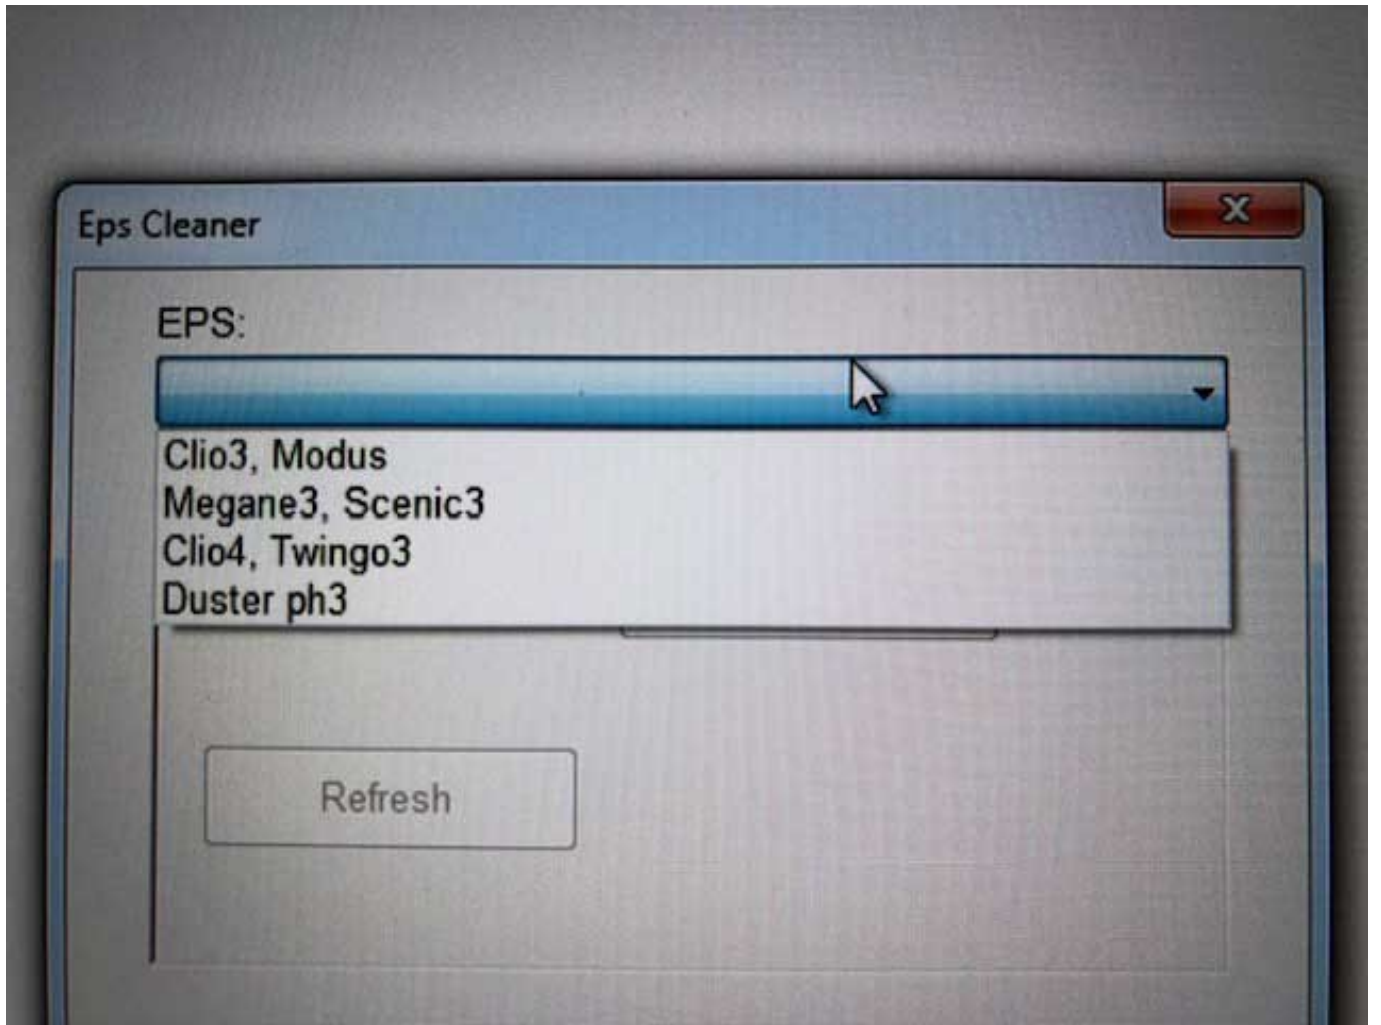 Eps Cleaner
EPS:
Clio3, Modus
Megane3, Scenic3
Clio4, Twingo3
Duster ph3
Refresh